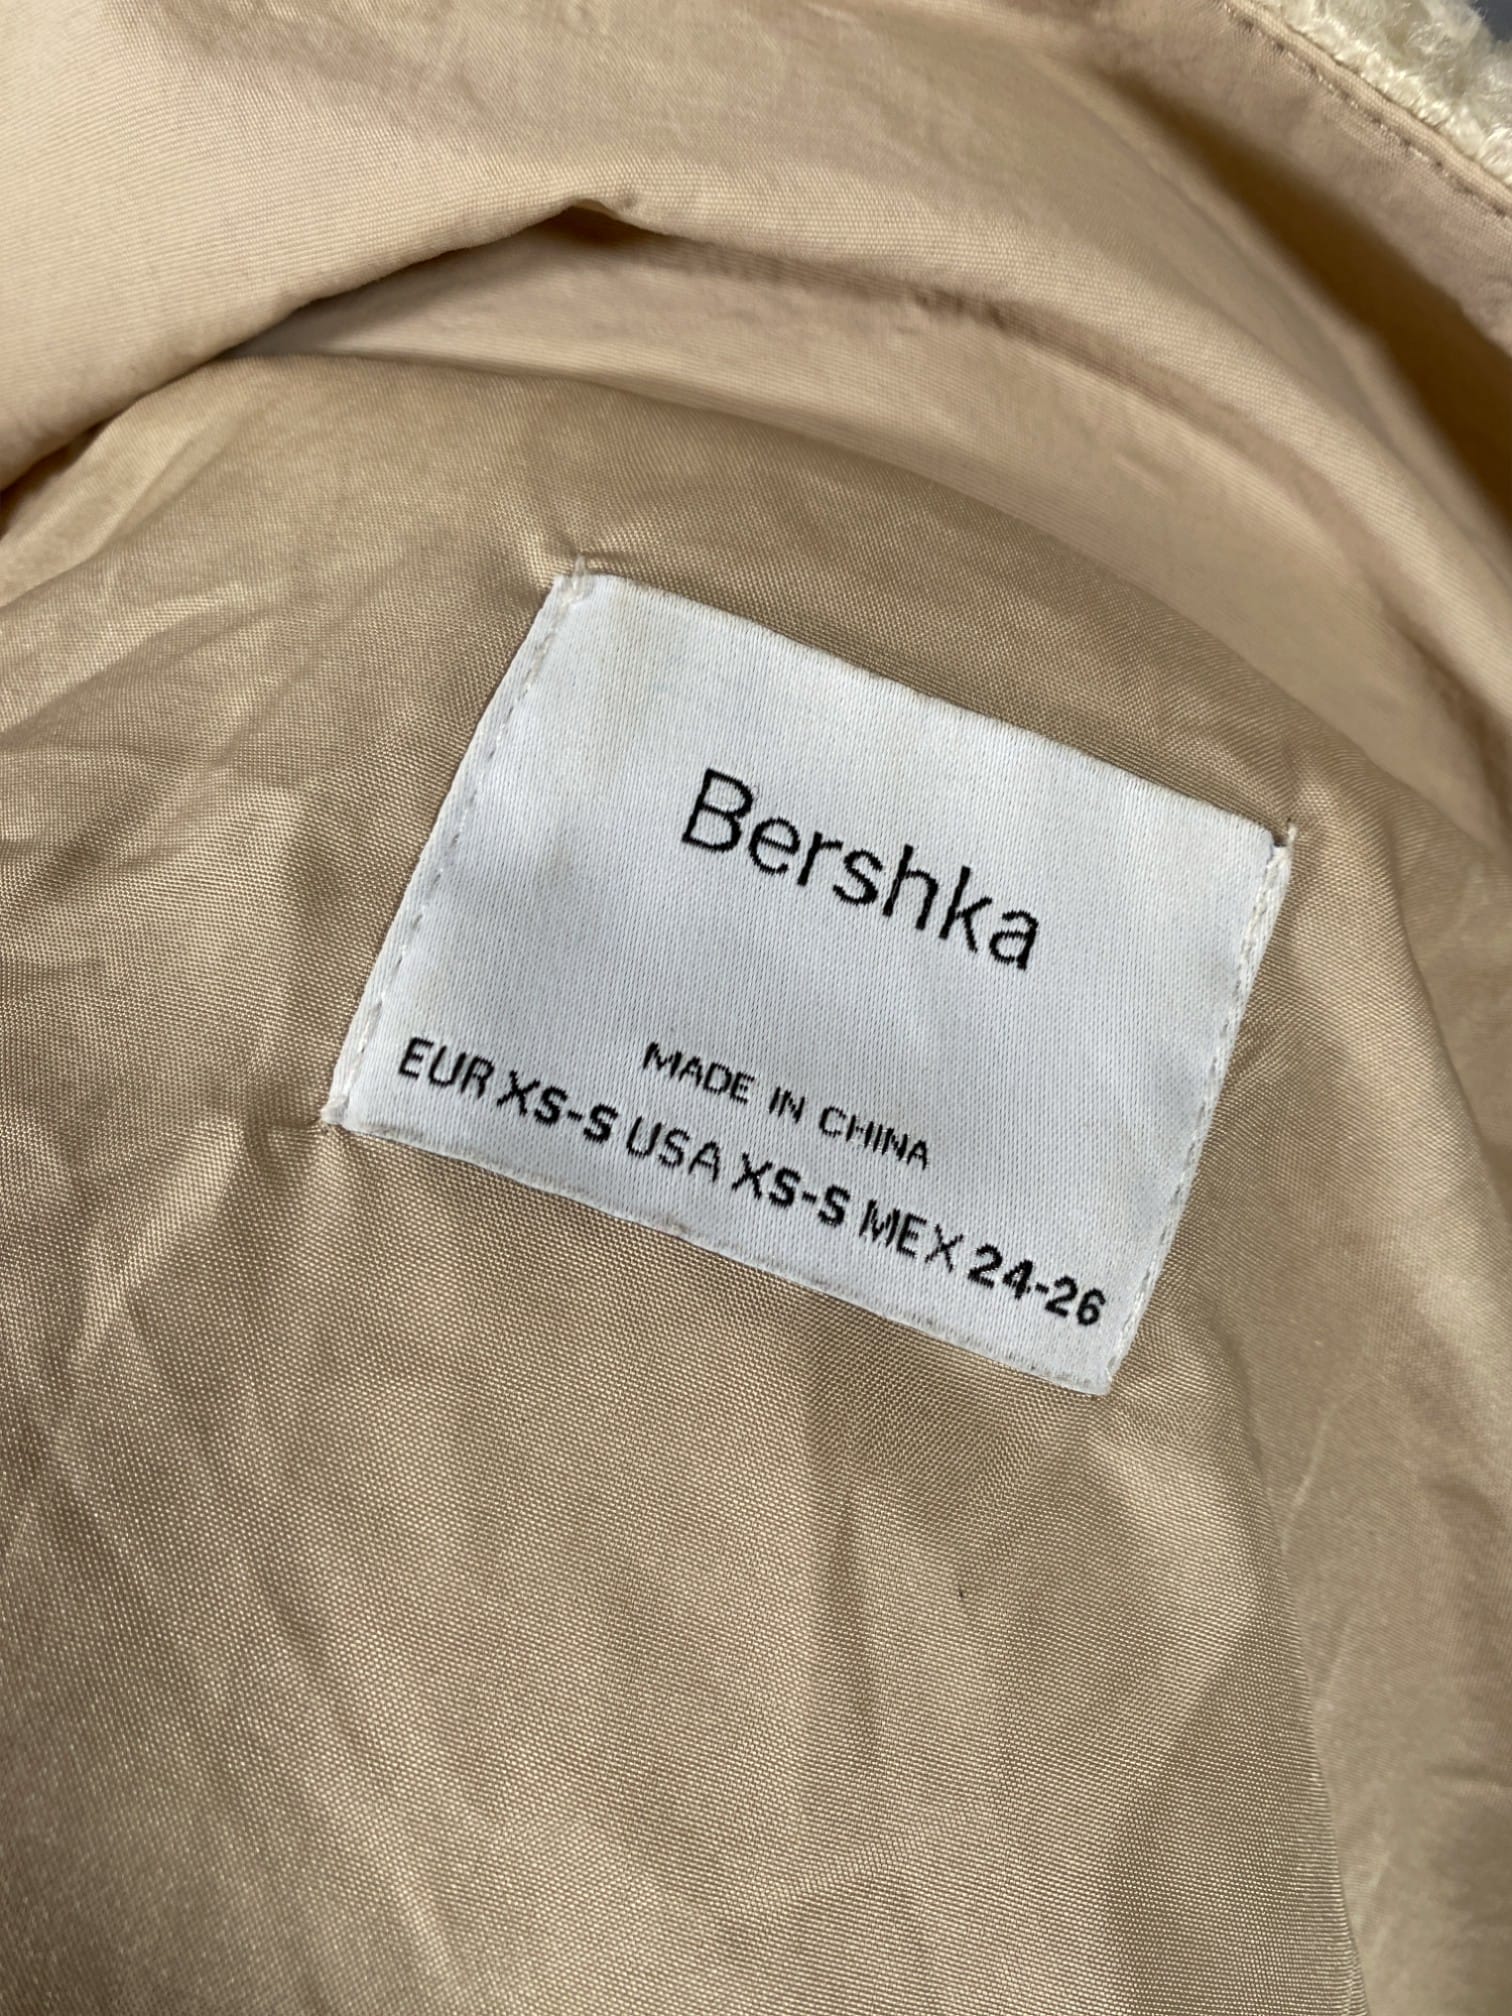 Bershka
MADE IN CHINA
EUR XS-S USA XS-S MEX 24-26